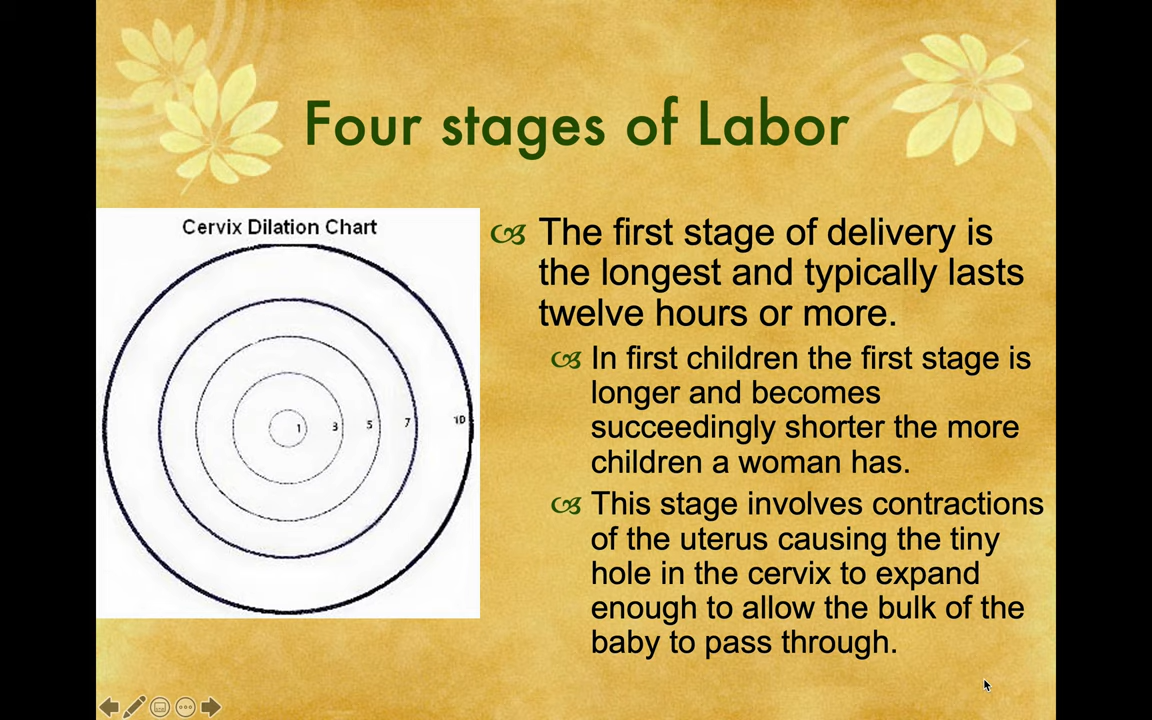 Four stages of Labor
Cervix Dilation Chart
1 3 5 7 10
The first stage of delivery is
the longest and typically lasts
twelve hours or more.
In first children the first stage is
longer and becomes
succeedingly shorter the more
children a woman has.
This stage involves contractions
of the uterus causing the tiny
hole in the cervix to expand
enough to allow the bulk of the
baby to pass through.